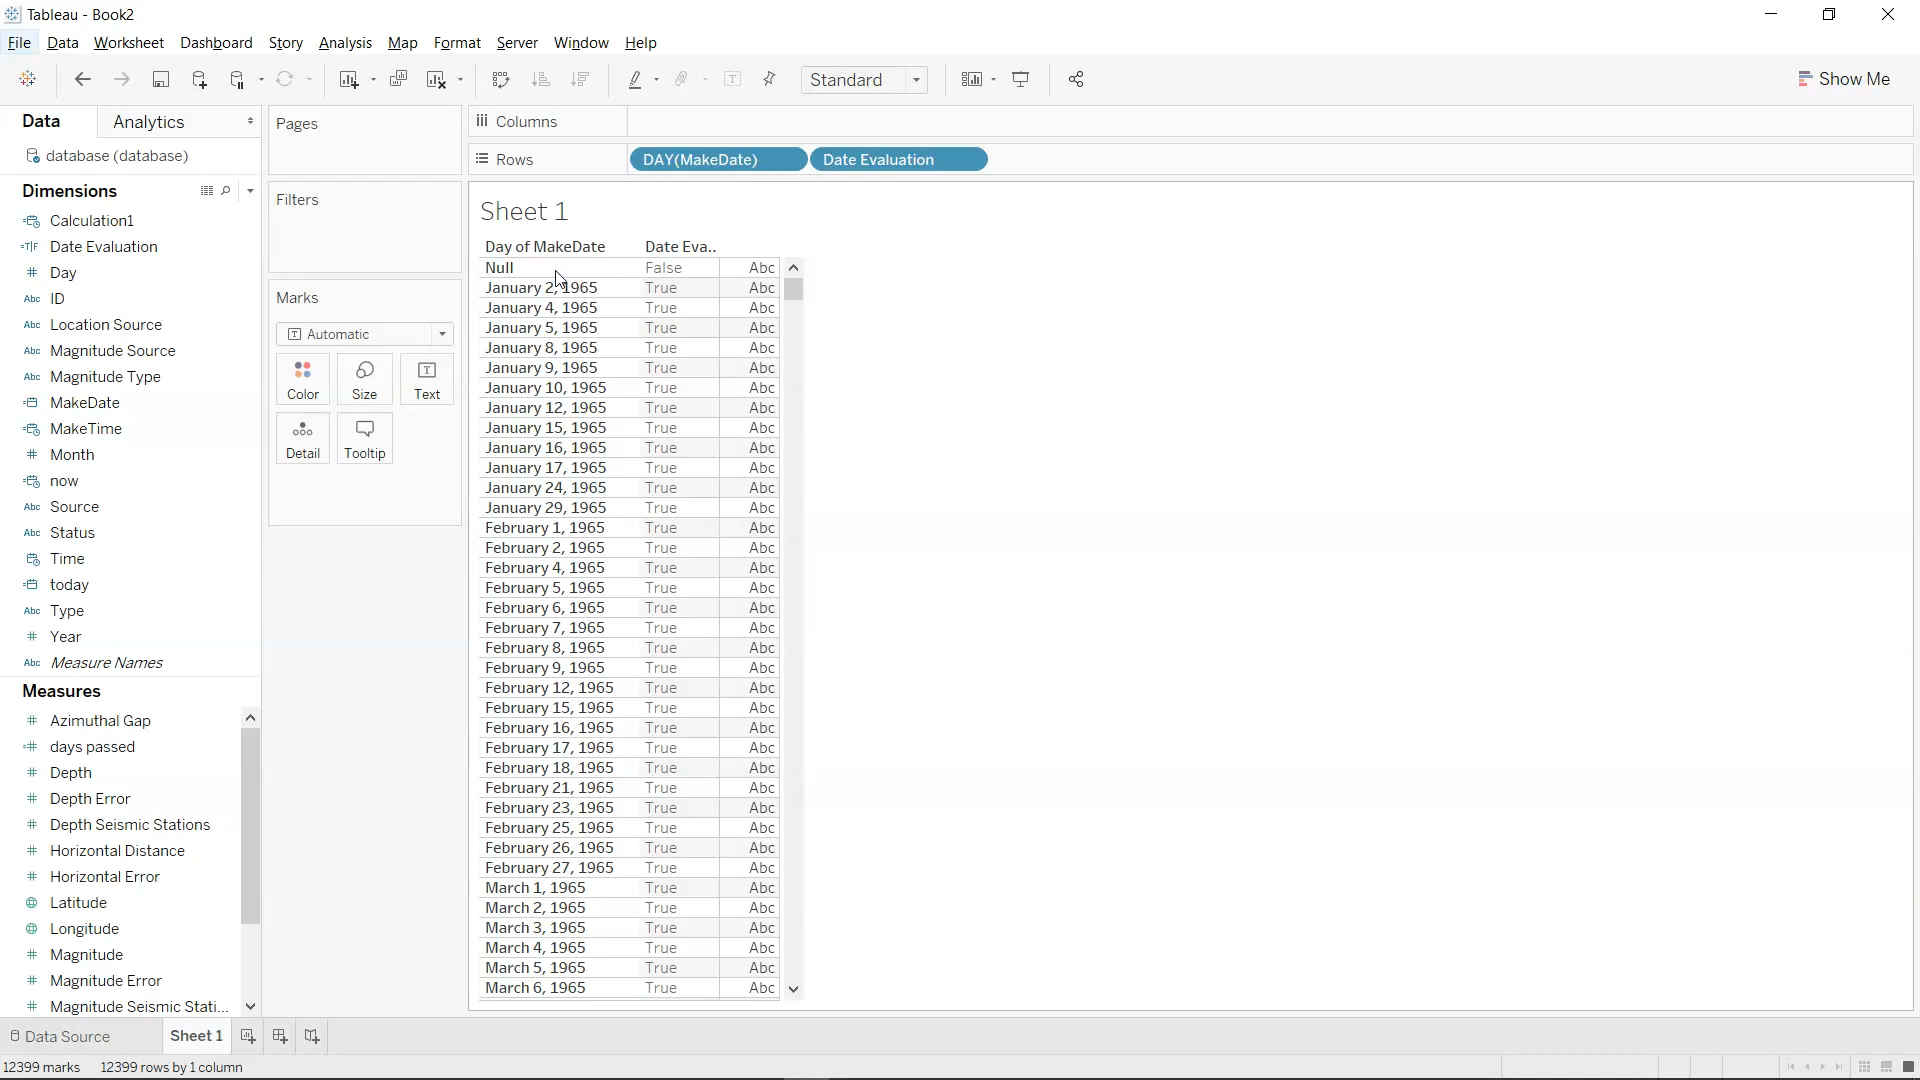 Tableau - Book2
File Data Worksheet Dashboard Story Analysis Map Format Server Window Help
Standard
Show Me
Data
Analytics
database (database)
Dimensions
Calculation1
=T|F Date Evaluation
Day
Abc ID
Abc Location Source
Abc Magnitude Source
Abc Magnitude Type
MakeDate
MakeTime
Month
now
Abc Source
Abc Status
Time
today
Abc Type
Year
Abc Measure Names
Measures
Azimuthal Gap
days passed
Depth
Depth Error
Depth Seismic Stations
Horizontal Distance
Horizontal Error
Latitude
Longitude
Magnitude
Magnitude Error
Magnitude Seismic Stati...
Pages
Filters
Marks
Automatic
Color Size Text
Detail Tooltip
Columns
Rows DAY(MakeDate) Date Evaluation
Sheet 1
Day of MakeDate Date Eva..
Null False Abc
January 2, 1965 True Abc
January 4, 1965 True Abc
January 5, 1965 True Abc
January 8, 1965 True Abc
January 9, 1965 True Abc
January 10, 1965 True Abc
January 12, 1965 True Abc
January 15, 1965 True Abc
January 16, 1965 True Abc
January 17, 1965 True Abc
January 24, 1965 True Abc
January 29, 1965 True Abc
February 1, 1965 True Abc
February 2, 1965 True Abc
February 4, 1965 True Abc
February 5, 1965 True Abc
February 6, 1965 True Abc
February 7, 1965 True Abc
February 8, 1965 True Abc
February 9, 1965 True Abc
February 12, 1965 True Abc
February 15, 1965 True Abc
February 16, 1965 True Abc
February 17, 1965 True Abc
February 18, 1965 True Abc
February 21, 1965 True Abc
February 23, 1965 True Abc
February 25, 1965 True Abc
February 26, 1965 True Abc
February 27, 1965 True Abc
March 1, 1965 True Abc
March 2, 1965 True Abc
March 3, 1965 True Abc
March 4, 1965 True Abc
March 5, 1965 True Abc
March 6, 1965 True Abc
Data Source Sheet 1
12399 marks 12399 rows by 1 column